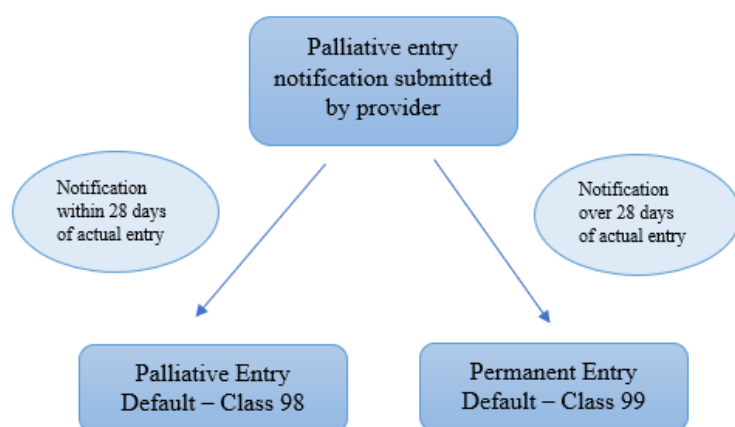 Palliative entry
notification submitted
by provider
Notification
within 28 days
of actual entry
Notification
over 28 days
of actual entry
Palliative Entry
Default – Class 98
Permanent Entry
Default – Class 99